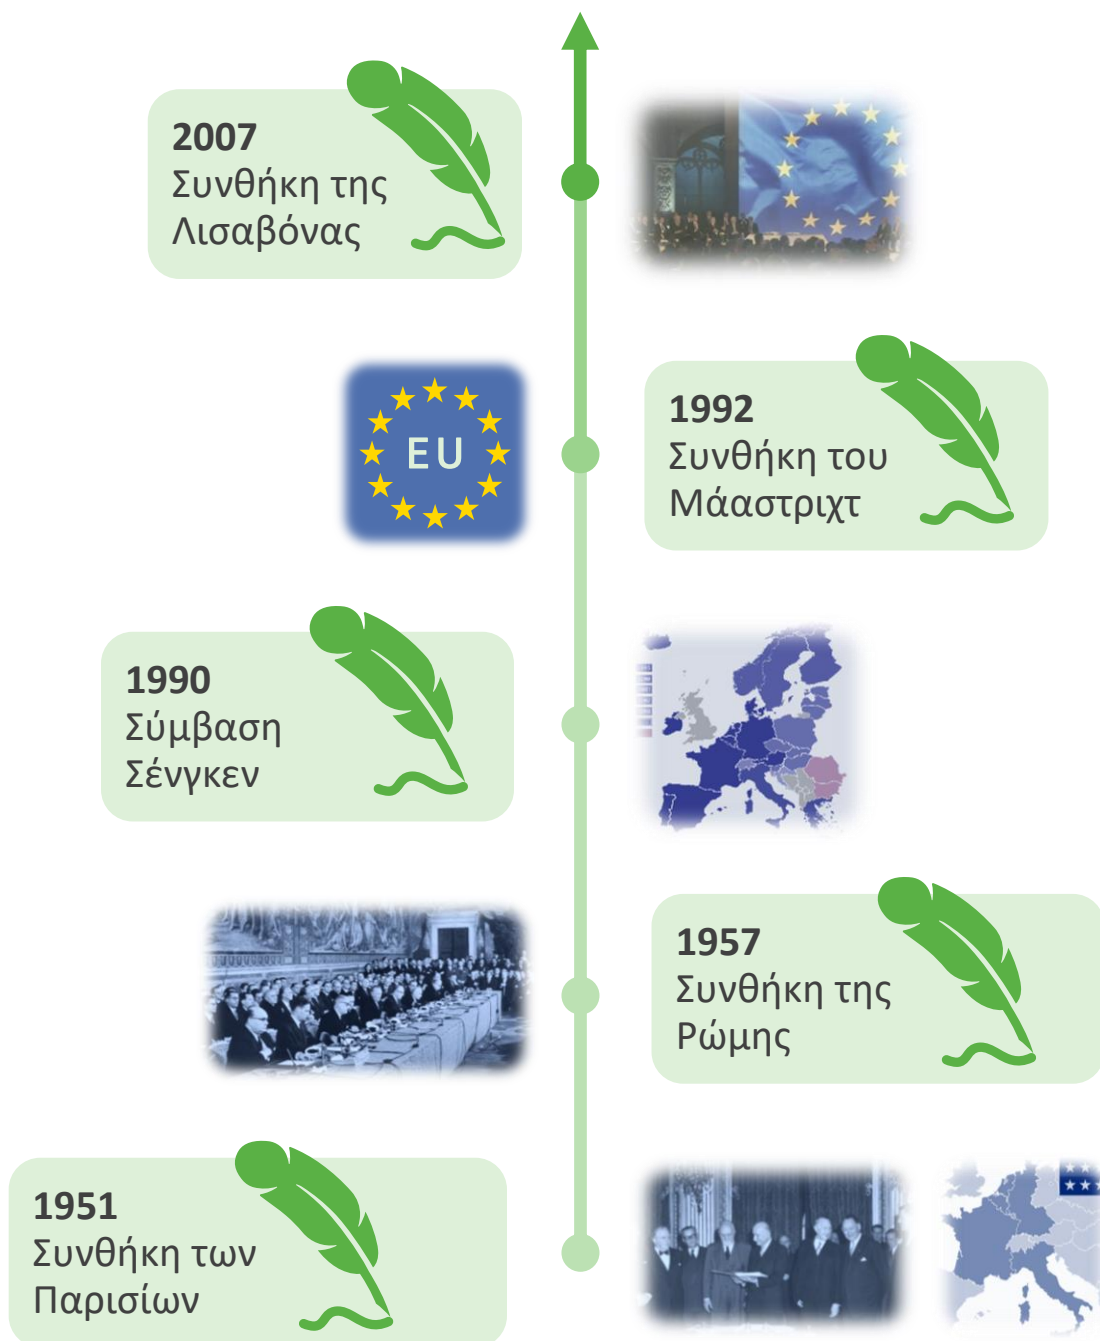 2007
Συνθήκη της
Λισαβόνας
EU
1992
Συνθήκη του
Μάαστριχτ
1990
Σύμβαση
Σένγκεν
1957
Συνθήκη της
Ρώμης
1951
Συνθήκη των
Παρισίων